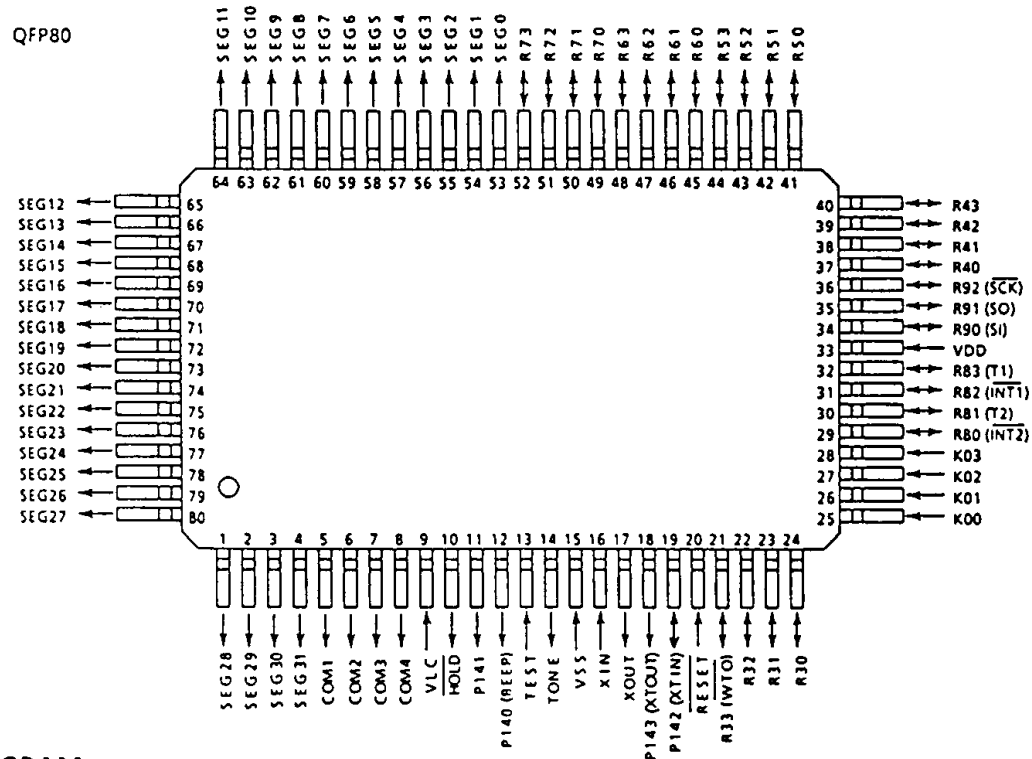 QFP80
SEG11
SEG10
SEG9
SEG8
SEG7
SEG6
SEG5
SEG4
SEG3
SEG2
SEG1
SEG0
R73
R72
R71
R70
R63
R62
R61
R60
R53
R52
R51
R50
64 63 62 61 60 59 58 57 56 55 54 53 52 51 50 49 48 47 46 45 44 43 42 41
SEG12 65
SEG13 66
SEG14 67
SEG15 68
SEG16 69
SEG17 70
SEG18 71
SEG19 72
SEG20 73
SEG21 74
SEG22 75
SEG23 76
SEG24 77
SEG25 78
SEG26 79
SEG27 80
40 R43
39 R42
38 R41
37 R40
36 R92 (SCK)
35 R91 (SO)
34 R90 (SI)
33 VDD
32 R83 (T1)
31 R82 (INT1)
30 R81 (T2)
29 R80 (INT2)
28 K03
27 K02
26 K01
25 K00
1 2 3 4 5 6 7 8 9 10 11 12 13 14 15 16 17 18 19 20 21 22 23 24
SEG28
SEG29
SEG30
SEG31
COM1
COM2
COM3
COM4
VLC
HOLD
P141
P140 (BEEP)
TEST
TONE
VSS
XIN
XOUT
P143 (XTOUT)
P142 (XTIN)
RESET
R33 (WTO)
R32
R31
R30